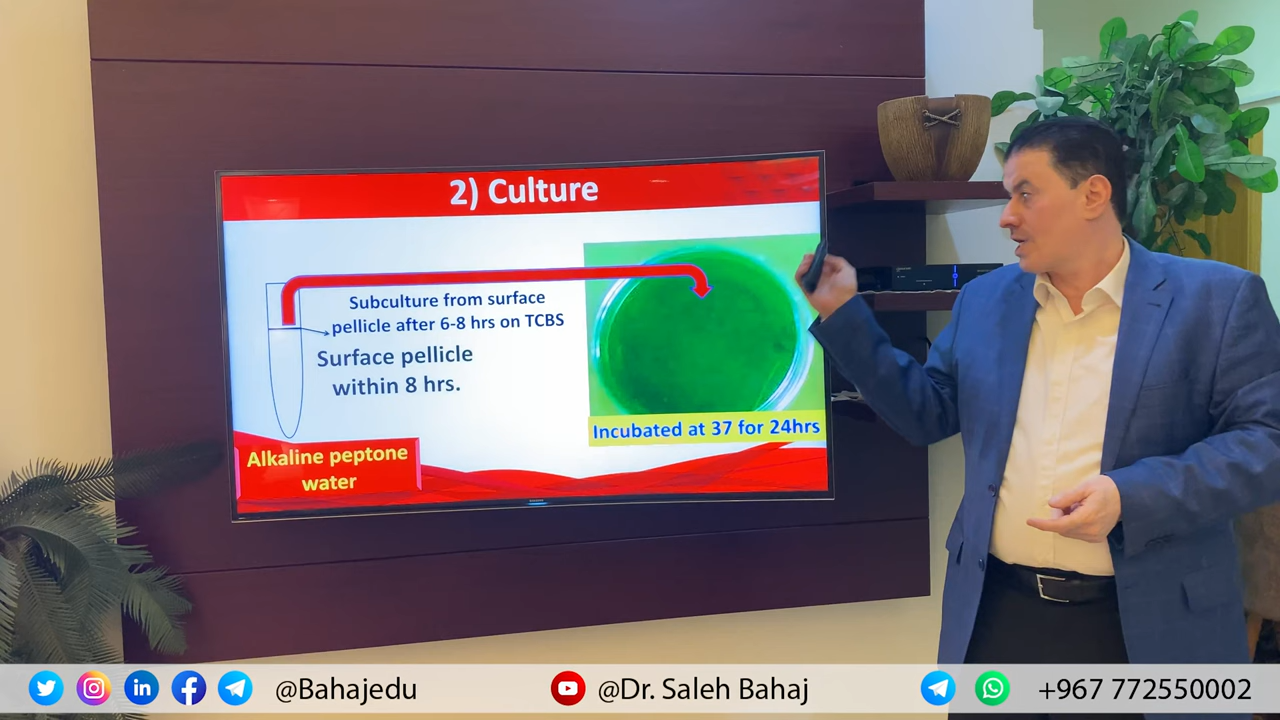 2) Culture
Subculture from surface
pellicle after 6-8 hrs on TCBS
Surface pellicle
within 8 hrs.
Incubated at 37 for 24hrs
Alkaline peptone
water
@Bahajedu
@Dr. Saleh Bahaj
+967 772550002